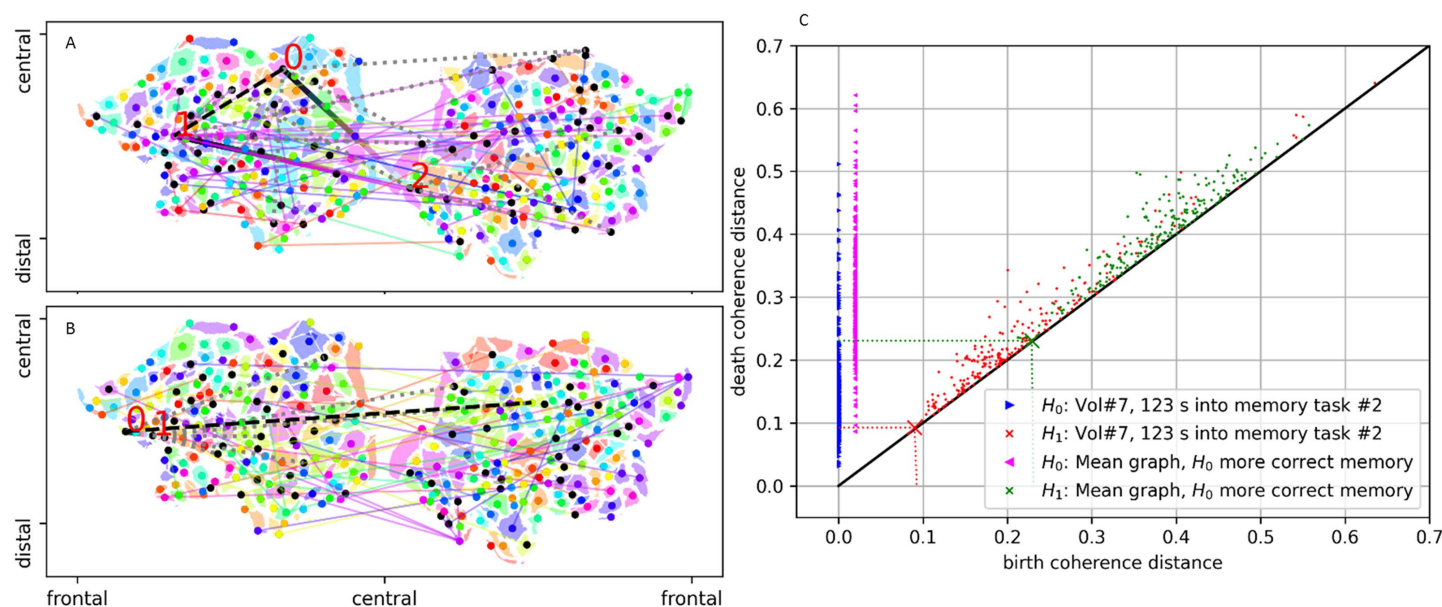 A
central
distal
0
1
2
B
central
distal
0
1
frontal
central
frontal
C
death coherence distance
0.7
0.6
0.5
0.4
0.3
0.2
0.1
0.0
H₀: Vol#7, 123 s into memory task #2
H₁: Vol#7, 123 s into memory task #2
H₀: Mean graph, H₀ more correct memory
H₁: Mean graph, H₀ more correct memory
0.0 0.1 0.2 0.3 0.4 0.5 0.6 0.7
birth coherence distance